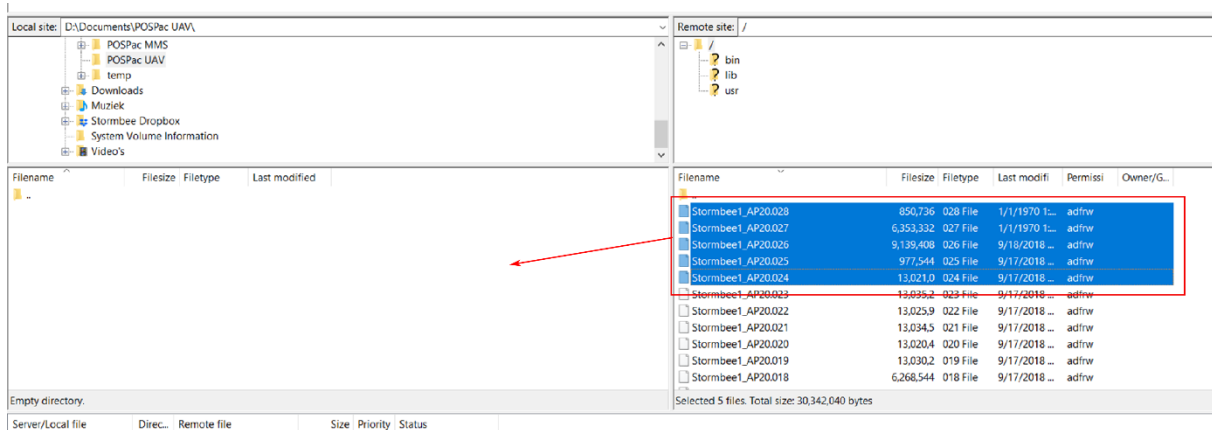 Local site: D:\Documents\POSPac UAV\
POSPac MMS
POSPac UAV
temp
Downloads
Muziek
Stormbee Dropbox
System Volume Information
Video's
Remote site: /
/
bin
lib
usr
Filename Filesize Filetype Last modified
..
Empty directory.
Filename Filesize Filetype Last modifi Permissi Owner/G...
..
Stormbee1_AP20.028 850,736 028 File 1/1/1970 1:... adfrw
Stormbee1_AP20.027 6,353,332 027 File 1/1/1970 1:... adfrw
Stormbee1_AP20.026 9,139,408 026 File 9/18/2018 ... adfrw
Stormbee1_AP20.025 977,544 025 File 9/17/2018 ... adfrw
Stormbee1_AP20.024 13,021,0 024 File 9/17/2018 ... adfrw
Stormbee1_AP20.023 13,035,2 023 File 9/17/2018 ... adfrw
Stormbee1_AP20.022 13,025,9 022 File 9/17/2018 ... adfrw
Stormbee1_AP20.021 13,034,5 021 File 9/17/2018 ... adfrw
Stormbee1_AP20.020 13,020,4 020 File 9/17/2018 ... adfrw
Stormbee1_AP20.019 13,030,2 019 File 9/17/2018 ... adfrw
Stormbee1_AP20.018 6,268,544 018 File 9/17/2018 ... adfrw
Selected 5 files. Total size: 30,342,040 bytes
Server/Local file Direc... Remote file Size Priority Status